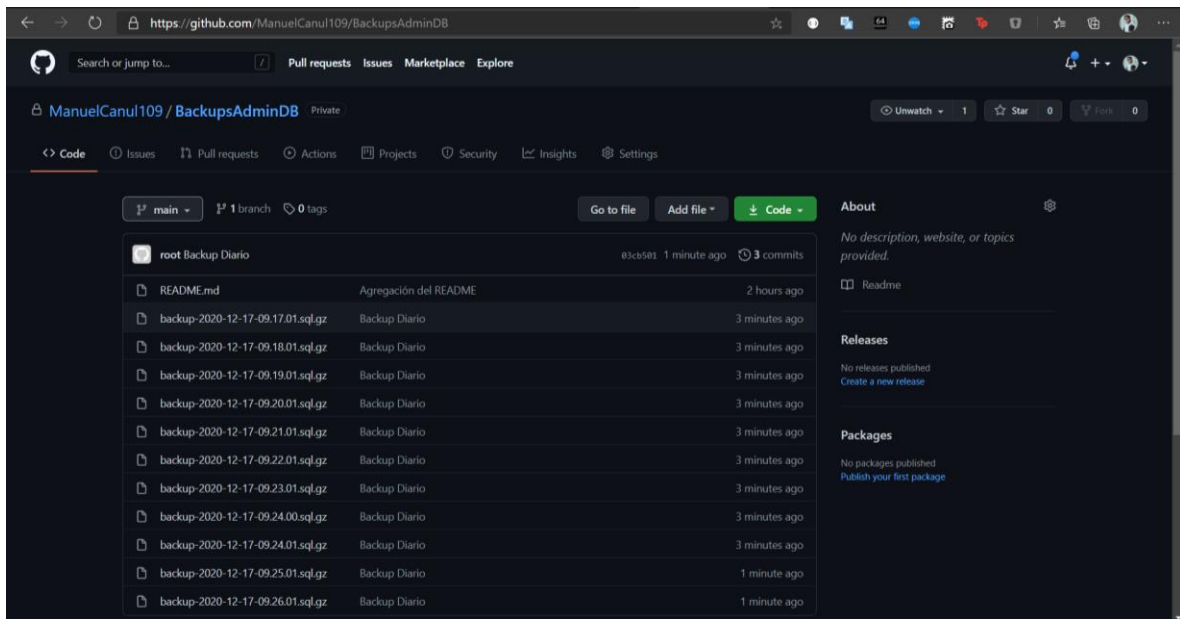 https://github.com/ManuelCanul109/BackupsAdminDB
64
Tp
Search or jump to... / Pull requests Issues Marketplace Explore
ManuelCanul109 / BackupsAdminDB Private
Unwatch 1 Star 0 Fork 0
<> Code Issues Pull requests Actions Projects Security Insights Settings
main 1 branch 0 tags Go to file Add file Code
root Backup Diario 03cb501 1 minute ago 3 commits
README.md Agregación del README 2 hours ago
backup-2020-12-17-09.17.01.sql.gz Backup Diario 3 minutes ago
backup-2020-12-17-09.18.01.sql.gz Backup Diario 3 minutes ago
backup-2020-12-17-09.19.01.sql.gz Backup Diario 3 minutes ago
backup-2020-12-17-09.20.01.sql.gz Backup Diario 3 minutes ago
backup-2020-12-17-09.21.01.sql.gz Backup Diario 3 minutes ago
backup-2020-12-17-09.22.01.sql.gz Backup Diario 3 minutes ago
backup-2020-12-17-09.23.01.sql.gz Backup Diario 3 minutes ago
backup-2020-12-17-09.24.00.sql.gz Backup Diario 3 minutes ago
backup-2020-12-17-09.24.01.sql.gz Backup Diario 3 minutes ago
backup-2020-12-17-09.25.01.sql.gz Backup Diario 1 minute ago
backup-2020-12-17-09.26.01.sql.gz Backup Diario 1 minute ago
About
No description, website, or topics
provided.
Readme
Releases
No releases published
Create a new release
Packages
No packages published
Publish your first package